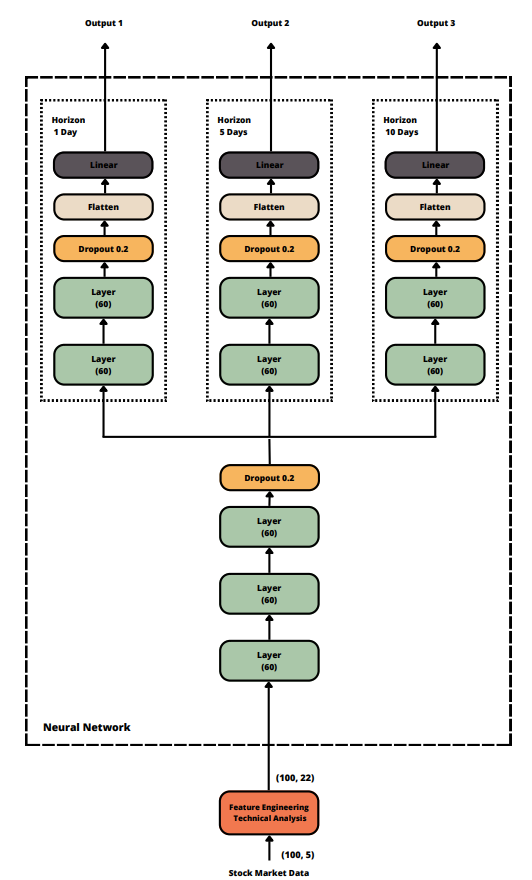 Output 1
Output 2
Output 3
Horizon
1 Day
Horizon
5 Days
Horizon
10 Days
Linear
Linear
Linear
Flatten
Flatten
Flatten
Dropout 0.2
Dropout 0.2
Dropout 0.2
Layer
(60)
Layer
(60)
Layer
(60)
Layer
(60)
Layer
(60)
Layer
(60)
Dropout 0.2
Layer
(60)
Layer
(60)
Layer
(60)
Neural Network
(100, 22)
Feature Engineering
Technical Analysis
(100, 5)
Stock Market Data